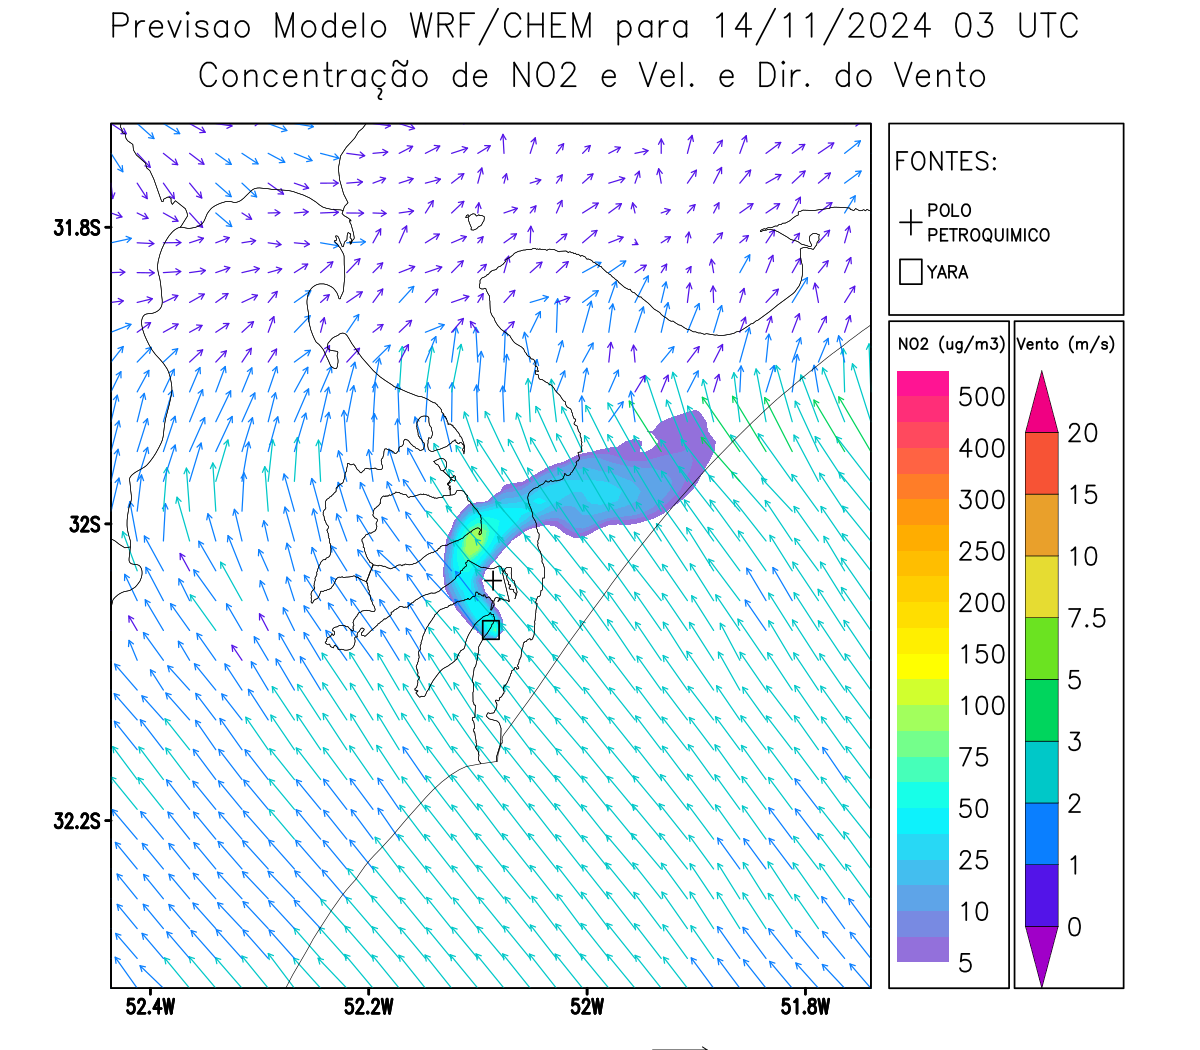 Previsao Modelo WRF/CHEM para 14/11/2024 03 UTC
Concentração de NO2 e Vel. e Dir. do Vento
FONTES:
POLO
PETROQUIMICO
YARA
NO2 (ug/m3)
500
400
300
250
200
150
100
75
50
25
10
5
Vento (m/s)
20
15
10
7.5
5
3
2
1
0
31.8S
32S
32.2S
52.4W
52.2W
52W
51.8W